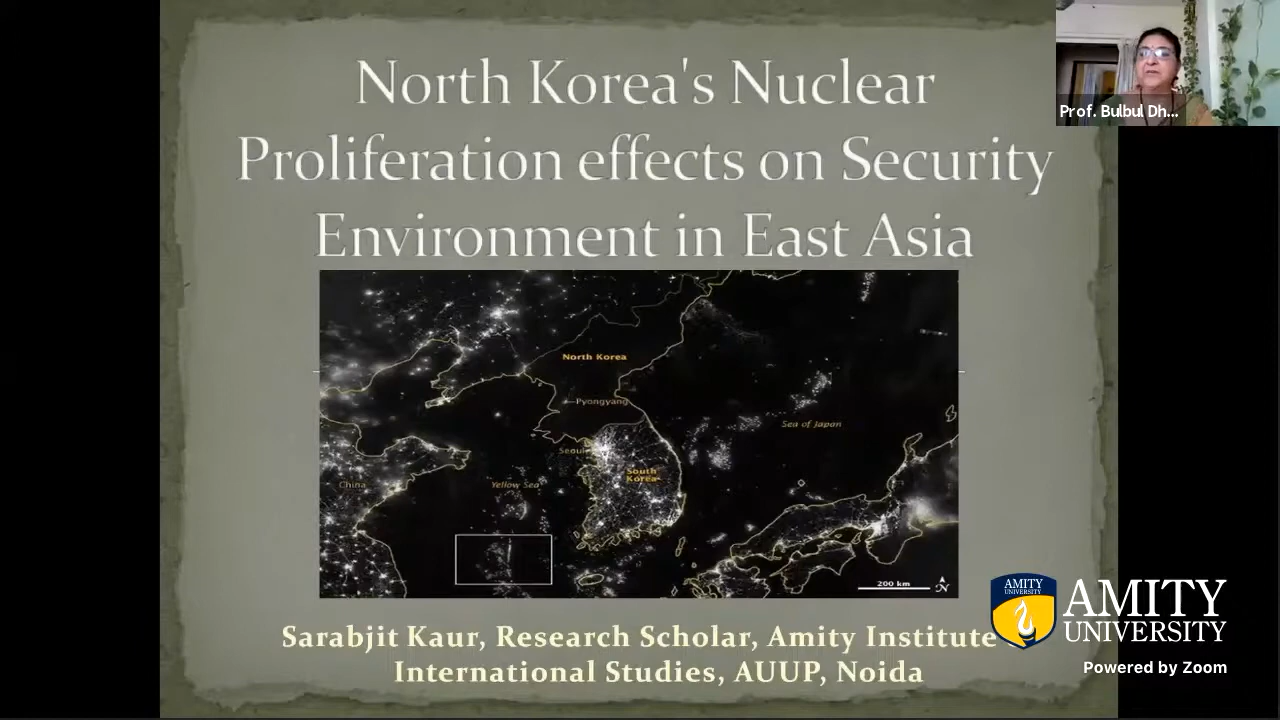 North Korea's Nuclear
Proliferation effects on Security
Environment in East Asia
Prof. Bulbul Dh...
North Korea
Pyongyang
Sea of Japan
Seoul
South
Korea
China
Yellow Sea
200 km
N
AMITY
UNIVERSITY
AMITY
UNIVERSITY
Sarabjit Kaur, Research Scholar, Amity Institute
International Studies, AUUP, Noida
Powered by Zoom